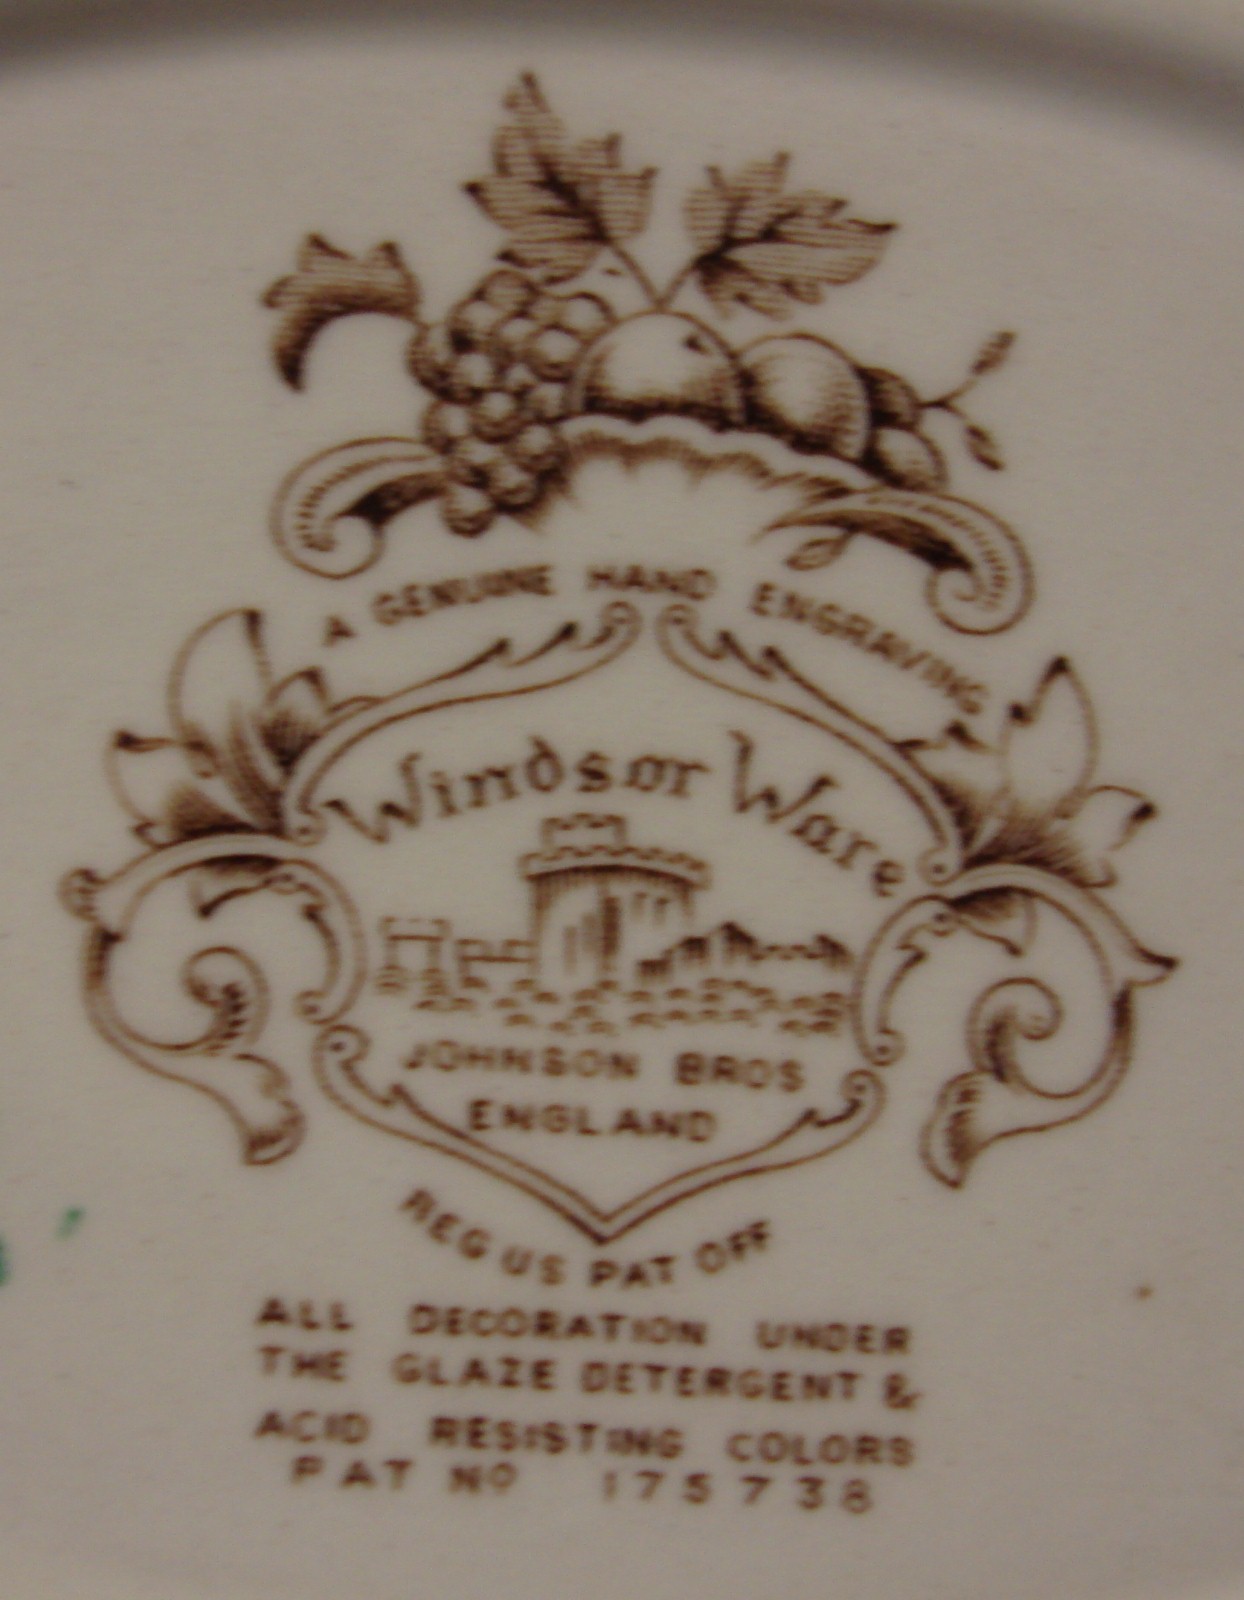 A GENUINE HAND ENGRAVING
Windsor Ware
JOHNSON BROS
ENGLAND
REG US PAT OFF
ALL DECORATION UNDER
THE GLAZE DETERGENT &
ACID RESISTING COLORS
PAT Nº 175738